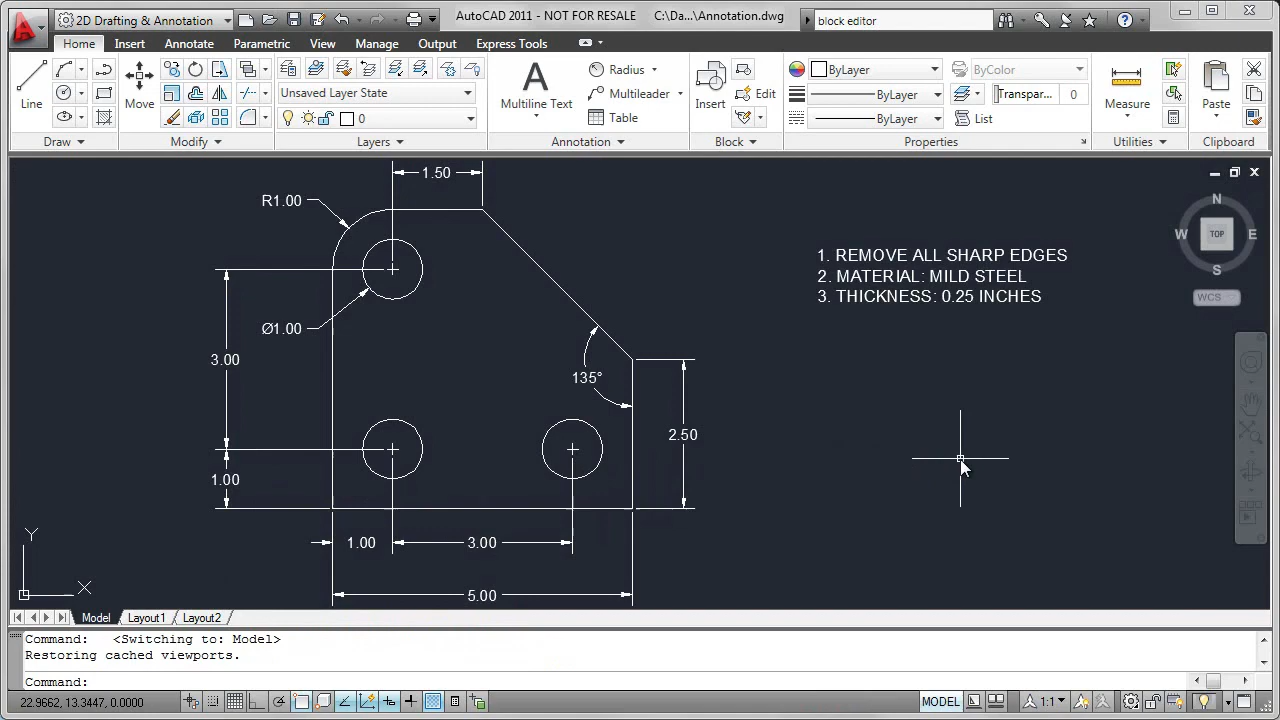 2D Drafting & Annotation
AutoCAD 2011 - NOT FOR RESALE C:\Da...\Annotation.dwg
block editor
Home Insert Annotate Parametric View Manage Output Express Tools
Line
Move
Unsaved Layer State
0
Multiline Text
Radius
Multileader
Table
Insert
Edit
ByLayer
ByLayer
ByLayer
ByColor
Transpar... 0
List
Measure
Paste
Draw Modify Layers Annotation Block Properties Utilities Clipboard
1.50
R1.00
N
W TOP E
S
WCS
1. REMOVE ALL SHARP EDGES
2. MATERIAL: MILD STEEL
3. THICKNESS: 0.25 INCHES
Ø1.00
3.00
135°
2.50
1.00
1.00 3.00
5.00
Y
X
Model Layout1 Layout2
Command: <Switching to: Model>
Restoring cached viewports.
Command:
22.9662, 13.3447, 0.0000
MODEL
1:1